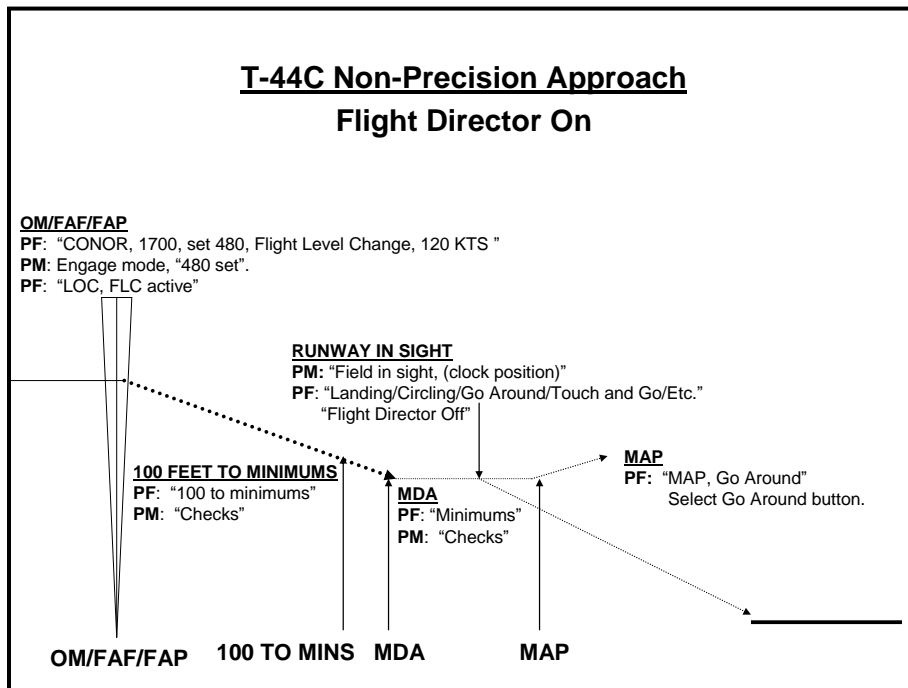 T-44C Non-Precision Approach
Flight Director On
OM/FAF/FAP
PF: “CONOR, 1700, set 480, Flight Level Change, 120 KTS ”
PM: Engage mode, “480 set”.
PF: “LOC, FLC active”
RUNWAY IN SIGHT
PM: “Field in sight, (clock position)”
PF: “Landing/Circling/Go Around/Touch and Go/Etc.”
“Flight Director Off”
100 FEET TO MINIMUMS
PF: “100 to minimums”
PM: “Checks”
MDA
PF: “Minimums”
PM: “Checks”
MAP
PF: “MAP, Go Around”
Select Go Around button.
OM/FAF/FAP
100 TO MINS
MDA
MAP